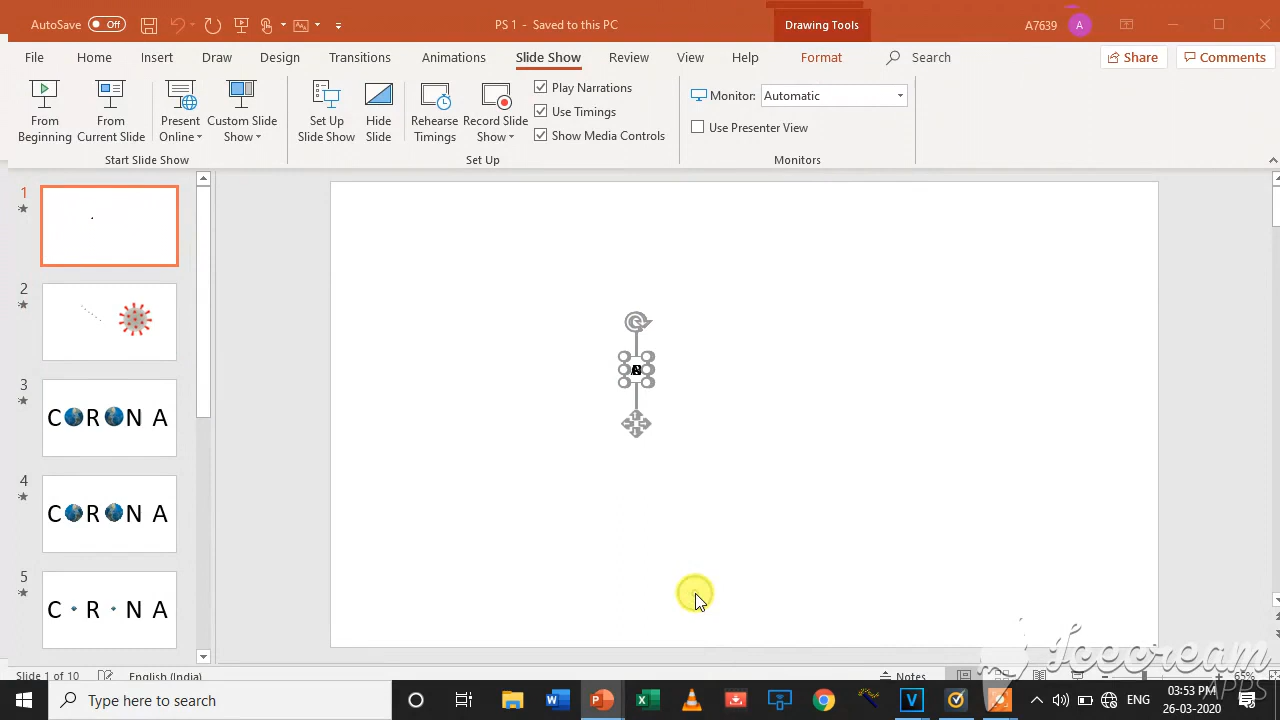 AutoSave Off
PS 1 - Saved to this PC
Drawing Tools
A7639 A
File Home Insert Draw Design Transitions Animations Slide Show Review View Help Format Search Share Comments
From Beginning
From Current Slide
Present Online
Custom Slide Show
Start Slide Show
Set Up Slide Show
Hide Slide
Rehearse Timings
Record Slide Show
Play Narrations
Use Timings
Show Media Controls
Set Up
Monitor: Automatic
Use Presenter View
Monitors
1
2
3
C R N A
4
C R N A
5
C R N A
Slide 1 of 10 English (India) Notes 65%
Icecream
APPS
Type here to search
ENG
03:53 PM
26-03-2020